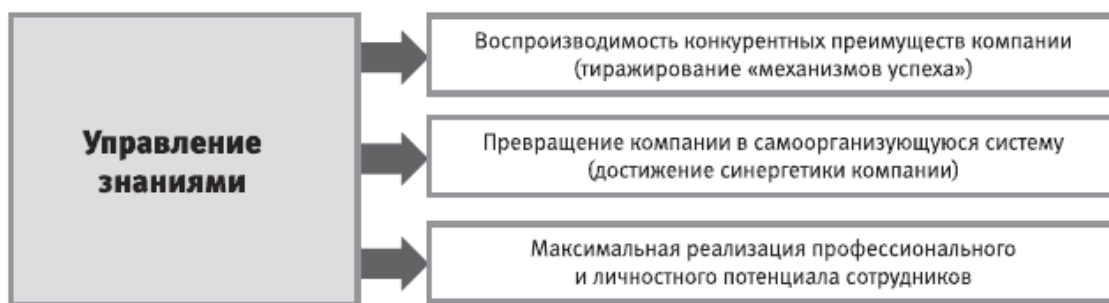 Управление
знаниями
Воспроизводимость конкурентных преимуществ компании
(тиражирование «механизмов успеха»)
Превращение компании в самоорганизующуюся систему
(достижение синергетики компании)
Максимальная реализация профессионального
и личностного потенциала сотрудников